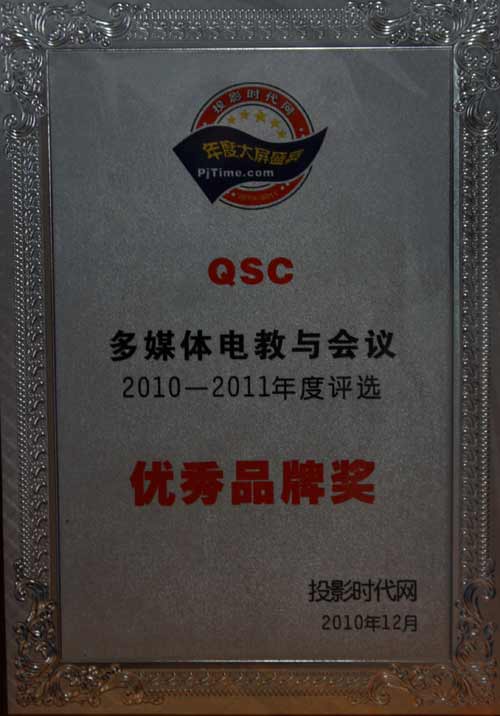 投影时代网
年度大屏盛典
PjTime.com
QSC
多媒体电教与会议
2010—2011年度评选
优秀品牌奖
投影时代网
2010年12月